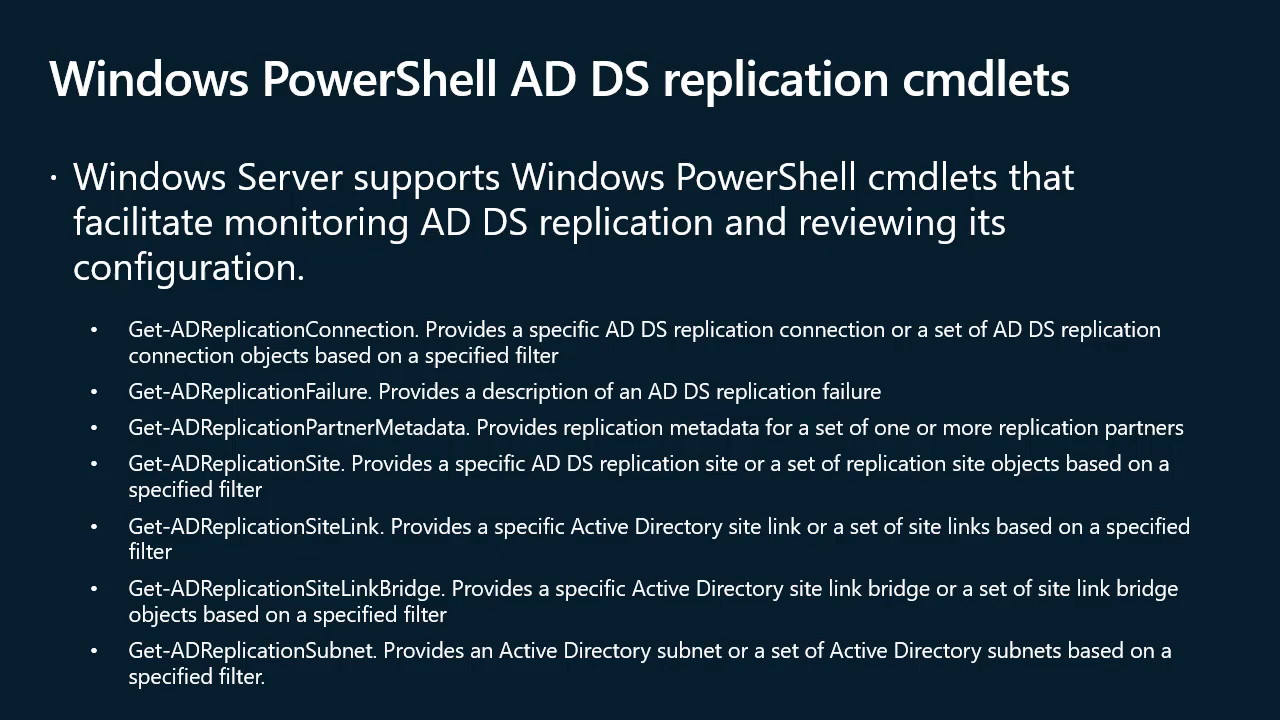 Windows PowerShell AD DS replication cmdlets
• Windows Server supports Windows PowerShell cmdlets that
facilitate monitoring AD DS replication and reviewing its
configuration.
• Get-ADReplicationConnection. Provides a specific AD DS replication connection or a set of AD DS replication
connection objects based on a specified filter
• Get-ADReplicationFailure. Provides a description of an AD DS replication failure
• Get-ADReplicationPartnerMetadata. Provides replication metadata for a set of one or more replication partners
• Get-ADReplicationSite. Provides a specific AD DS replication site or a set of replication site objects based on a
specified filter
• Get-ADReplicationSiteLink. Provides a specific Active Directory site link or a set of site links based on a specified
filter
• Get-ADReplicationSiteLinkBridge. Provides a specific Active Directory site link bridge or a set of site link bridge
objects based on a specified filter
• Get-ADReplicationSubnet. Provides an Active Directory subnet or a set of Active Directory subnets based on a
specified filter.